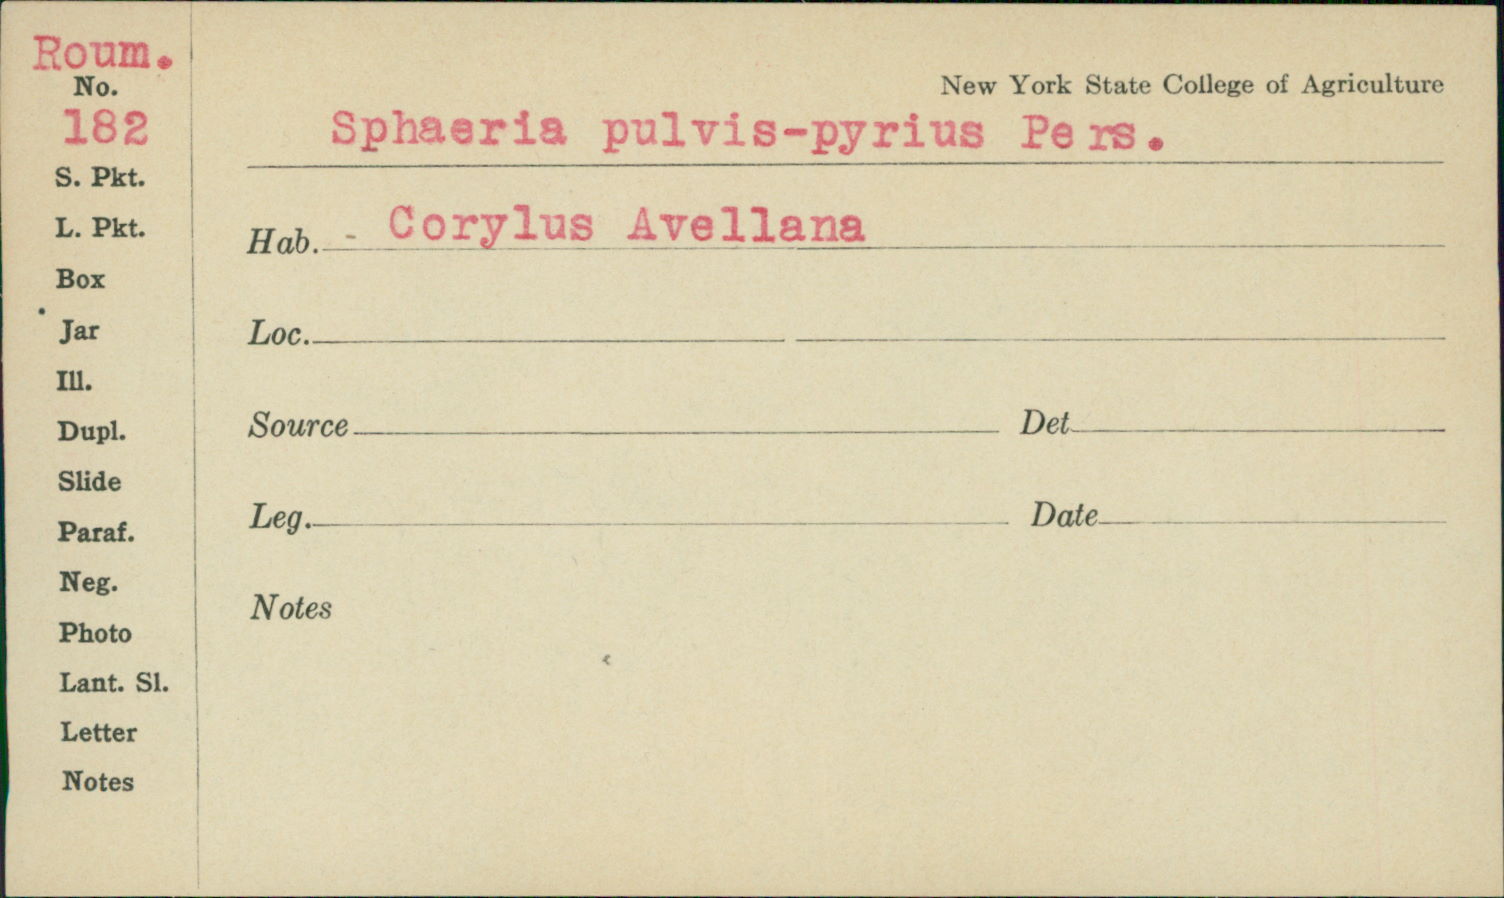 Roum.
No.
182
S. Pkt.
L. Pkt.
Box
Jar
Ill.
Dupl.
Slide
Paraf.
Neg.
Photo
Lant. Sl.
Letter
Notes
New York State College of Agriculture
Sphaeria pulvis-pyrius Pers.
Hab. - Corylus Avellana
Loc.
Source Det
Leg. Date
Notes